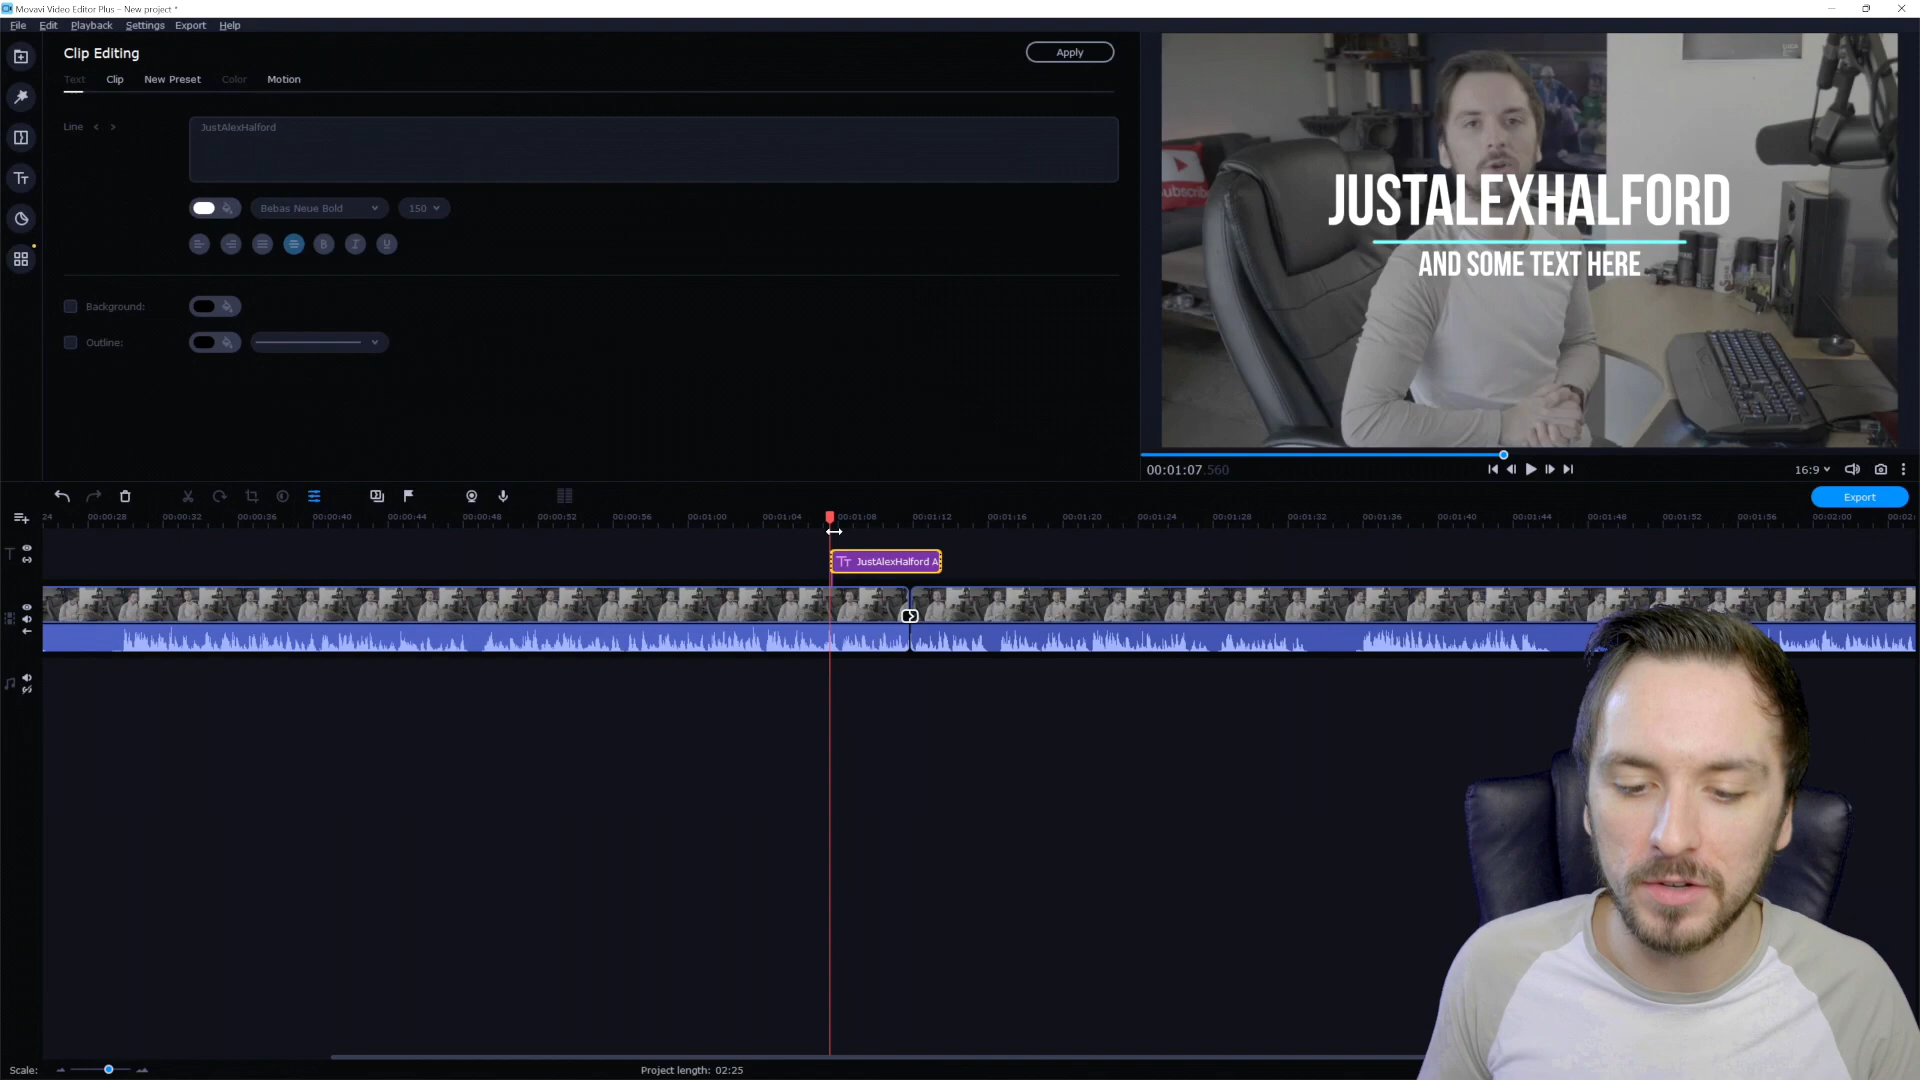 Movavi Video Editor Plus – New project *
File Edit Playback Settings Export Help
Clip Editing
Apply
Text Clip New Preset Color Motion
Line < >
JustAlexHalford
Bebas Neue Bold
150
B I U
Background:
Outline:
JUSTALEXHALFORD
AND SOME TEXT HERE
Subscribe
00:01:07.560
16:9
Export
24 00:00:28 00:00:32 00:00:36 00:00:40 00:00:44 00:00:48 00:00:52 00:00:56 00:01:00 00:01:04 00:01:08 00:01:12 00:01:16 00:01:20 00:01:24 00:01:28 00:01:32 00:01:36 00:01:40 00:01:44 00:01:48 00:01:52 00:01:56 00:02:00 00:02:
Tт JustAlexHalford A
Scale:
Project length: 02:25